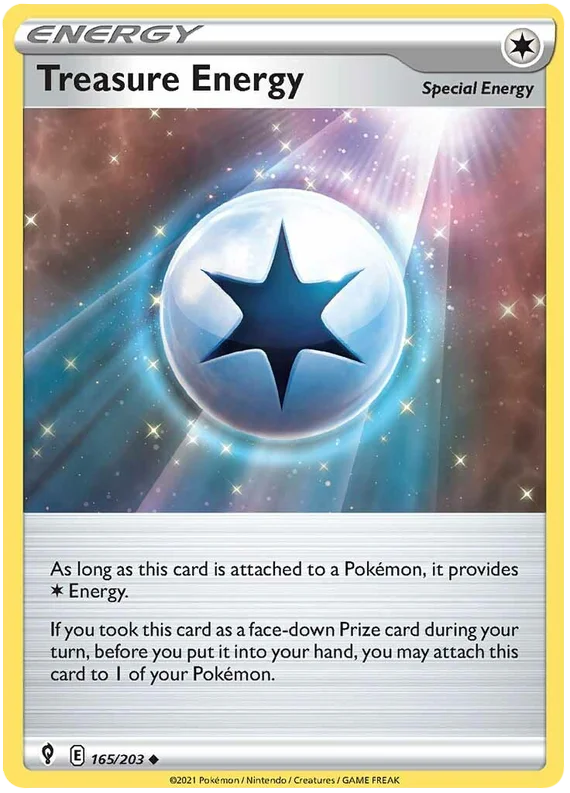 ENERGY
Treasure Energy
Special Energy
As long as this card is attached to a Pokémon, it provides
Energy.
If you took this card as a face-down Prize card during your
turn, before you put it into your hand, you may attach this
card to 1 of your Pokémon.
E 165/203
©2021 Pokémon / Nintendo / Creatures / GAME FREAK